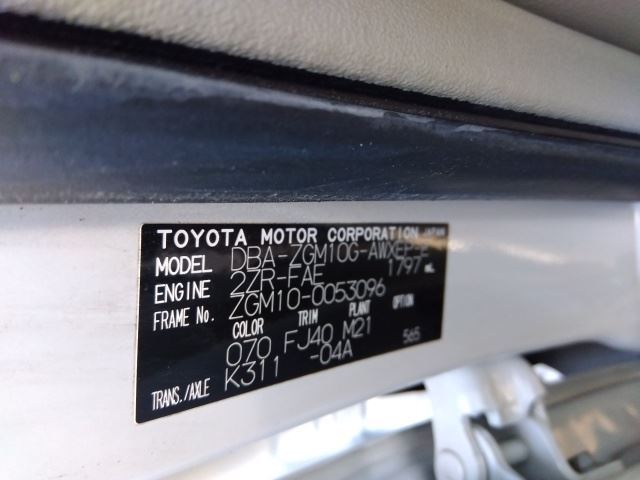 TOYOTA MOTOR CORPORATION JAPAN
MODEL DBA-ZGM10G-AWXEP
ENGINE 2ZR-FAE 1797 mL
FRAME No. ZGM10-0053096
COLOR TRIM PLANT OPTION
070 FJ40 M21 565
TRANS./AXLE K311 -04A